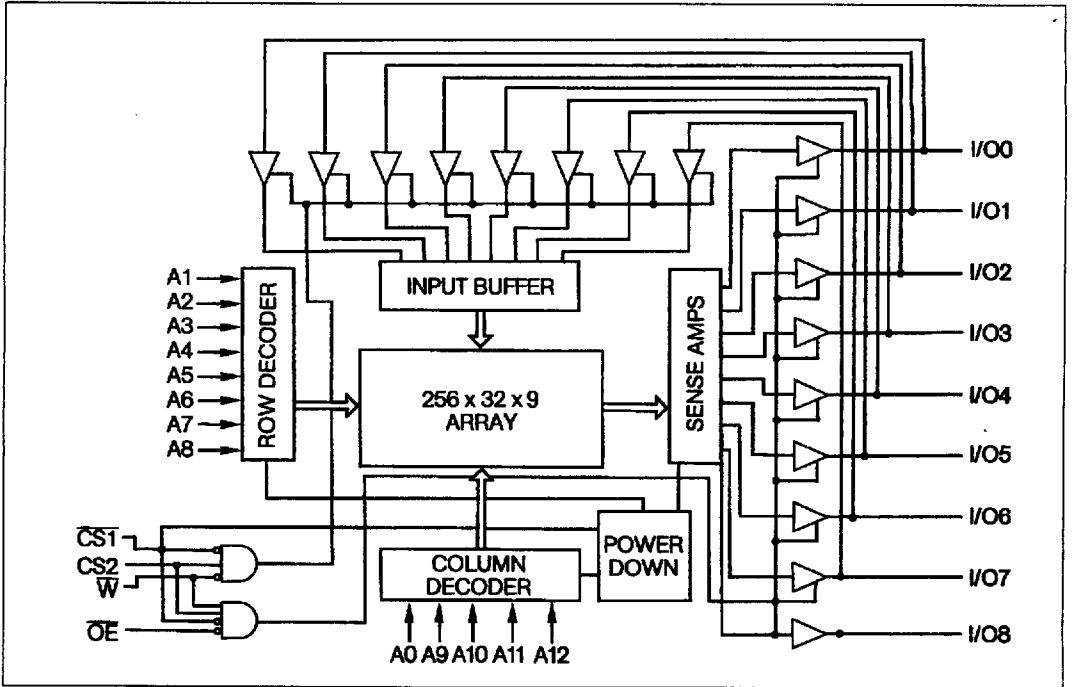 I/O0
I/O1
I/O2
I/O3
I/O4
I/O5
I/O6
I/O7
I/O8
INPUT BUFFER
A1
A2
A3
A4
A5
A6
A7
A8
ROW DECODER
256 x 32 x 9
ARRAY
SENSE AMPS
CS1
CS2
W
OE
COLUMN
DECODER
POWER
DOWN
A0 A9 A10 A11 A12